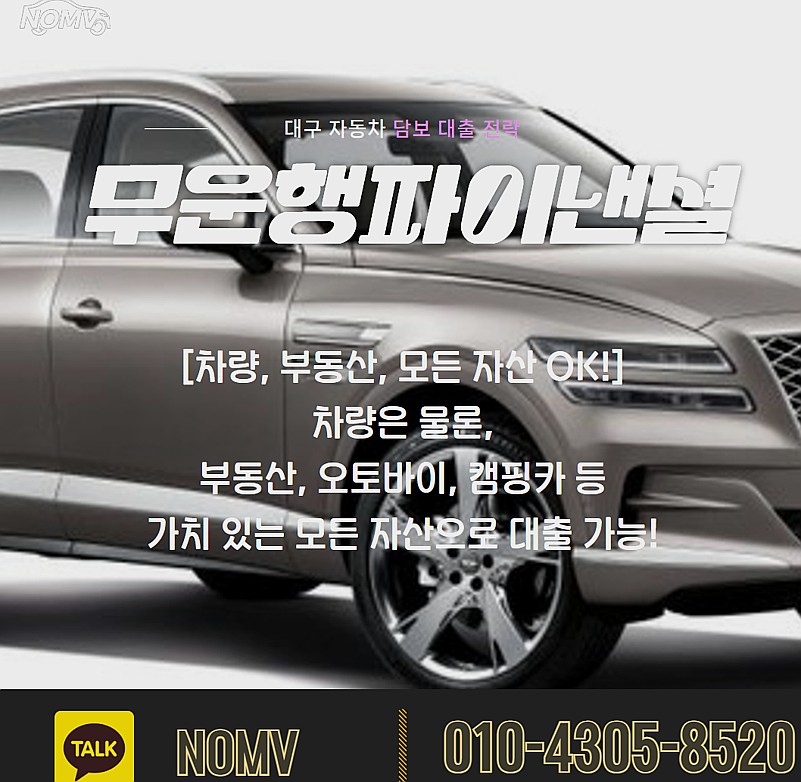 NOMV
대구 자동차 담보 대출 전략
무운행파이낸셜
[차량, 부동산, 모든 자산 OK!]
차량은 물론,
부동산, 오토바이, 캠핑카 등
가치 있는 모든 자산으로 대출 가능!
TALK NOMV 010-4305-8520